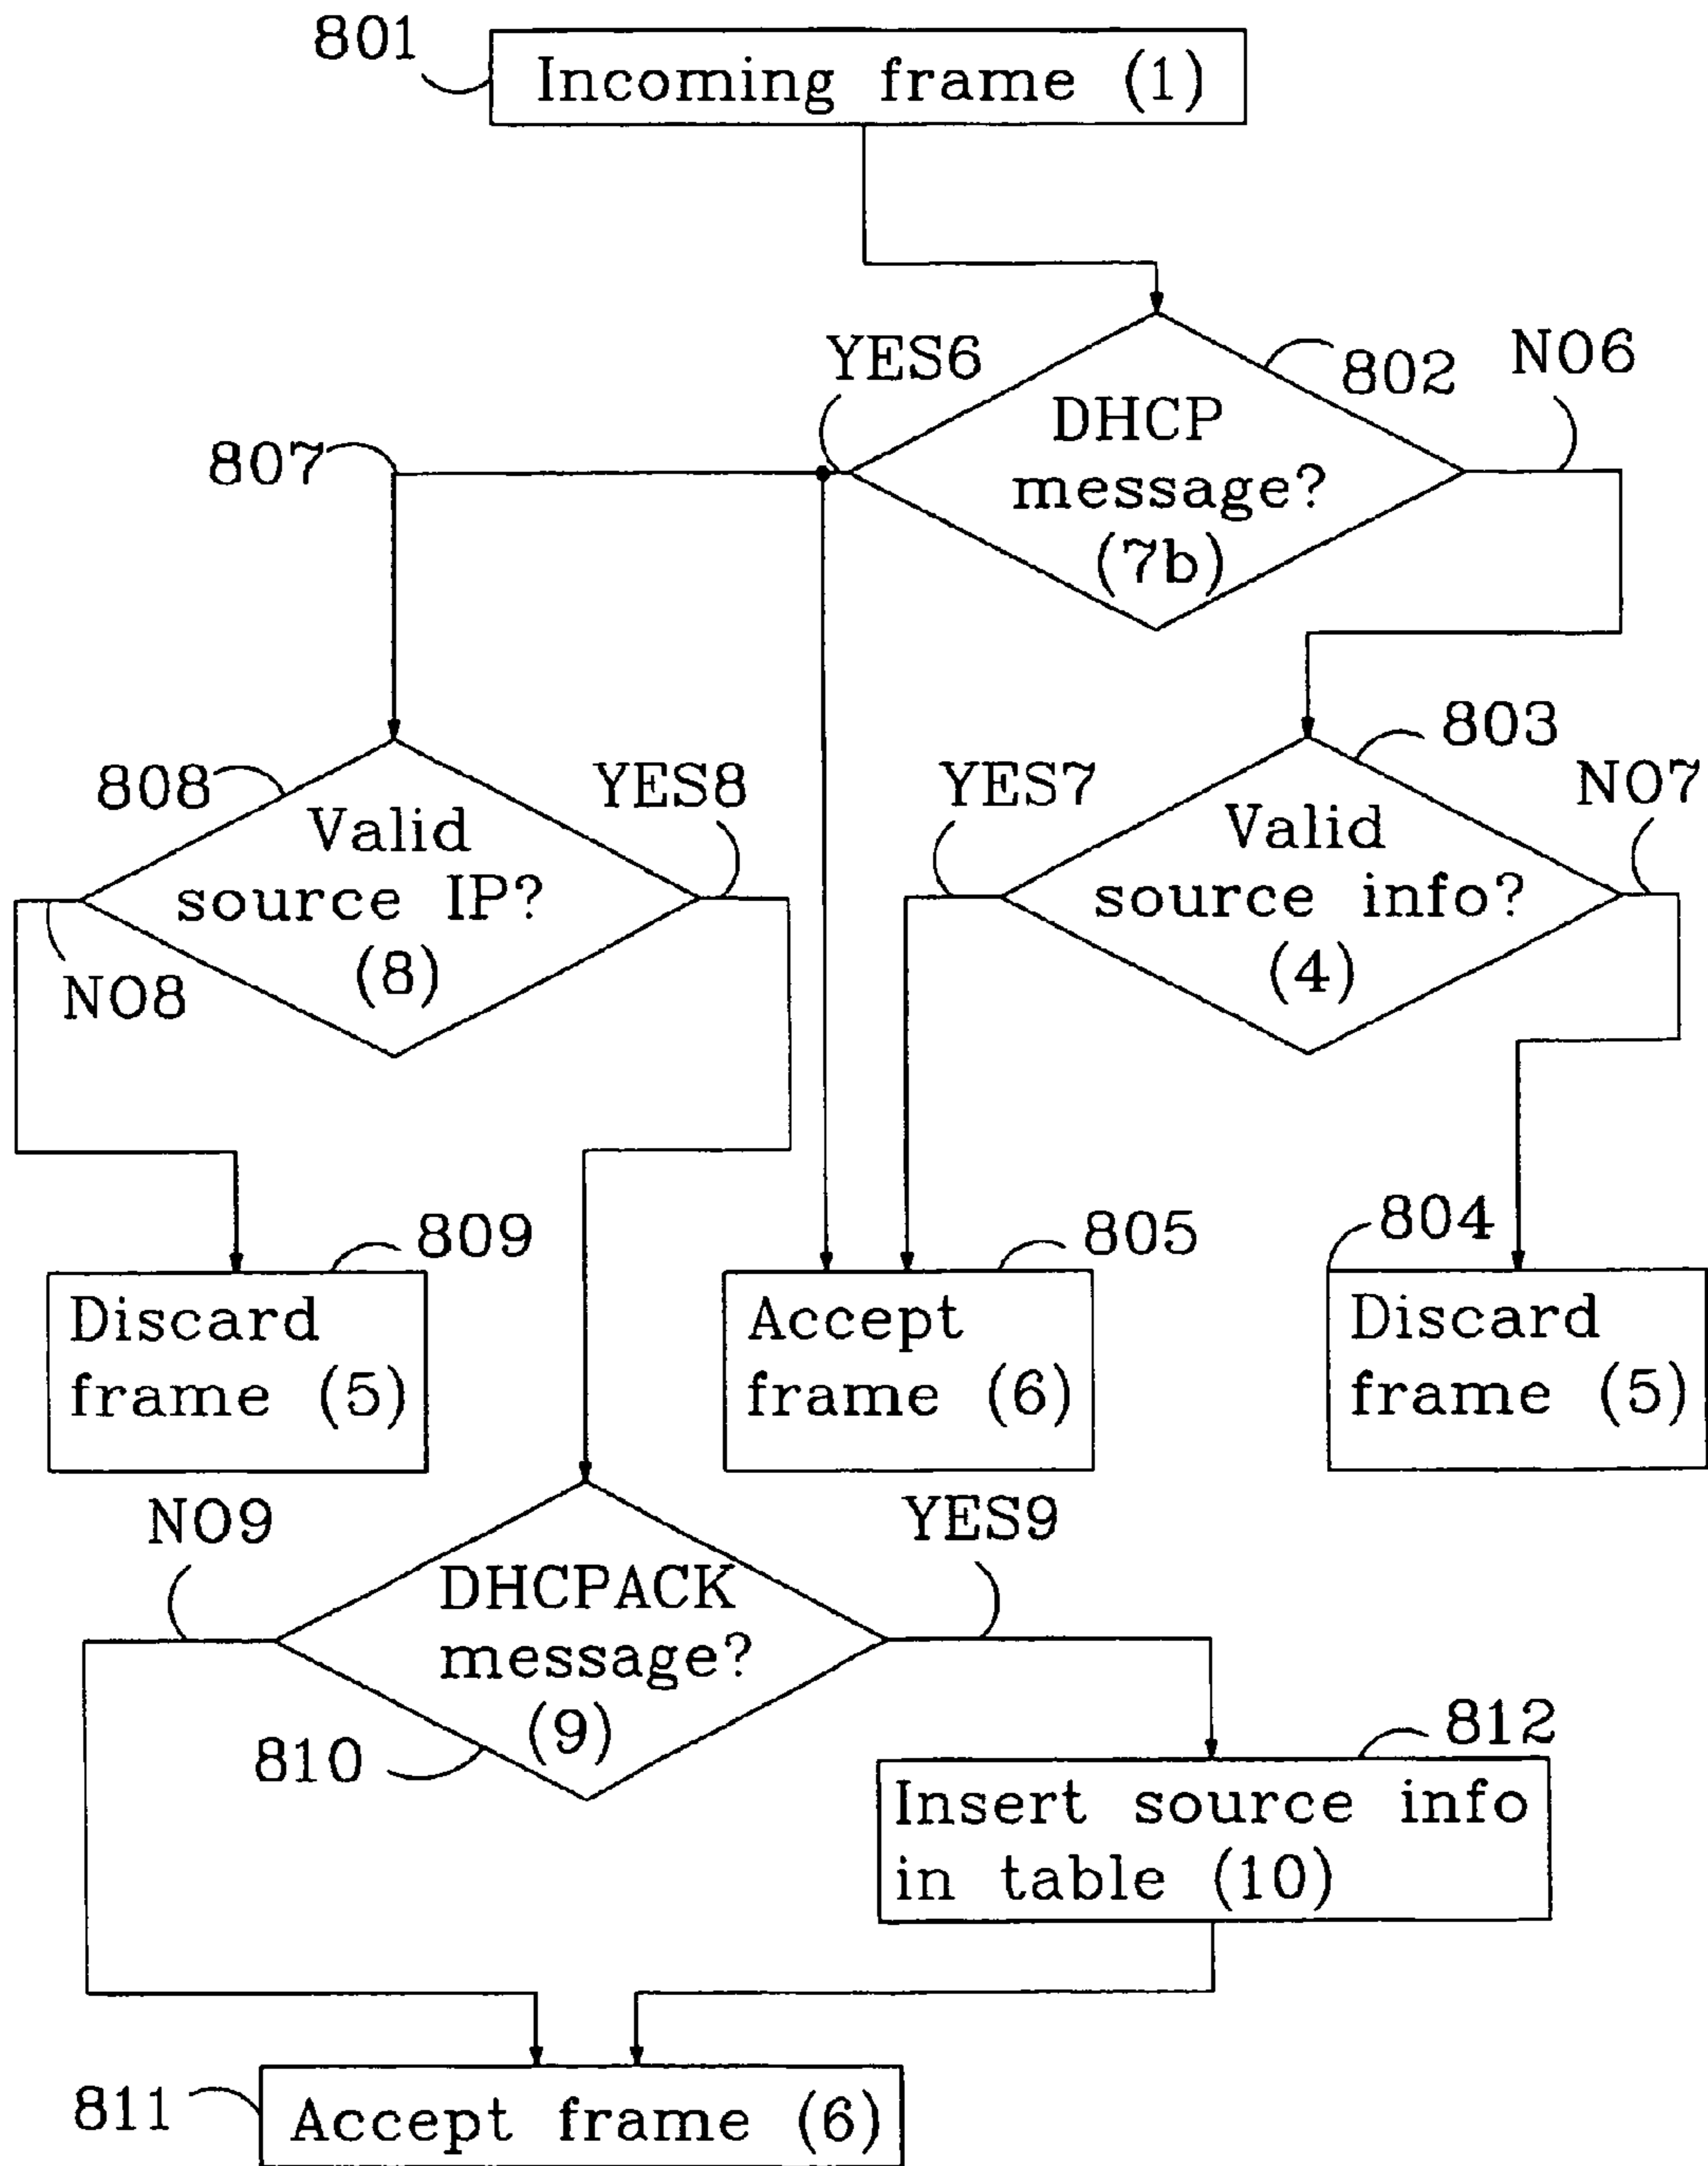 801
Incoming frame (1)
YES6
802
NO6
DHCP
message?
(7b)
807
803
808
YES8
YES7
NO7
Valid
source IP?
(8)
Valid
source info?
(4)
NO8
809
805
804
Discard
frame (5)
Accept
frame (6)
Discard
frame (5)
NO9
YES9
DHCPACK
message?
(9)
810
812
Insert source info
in table (10)
811
Accept frame (6)